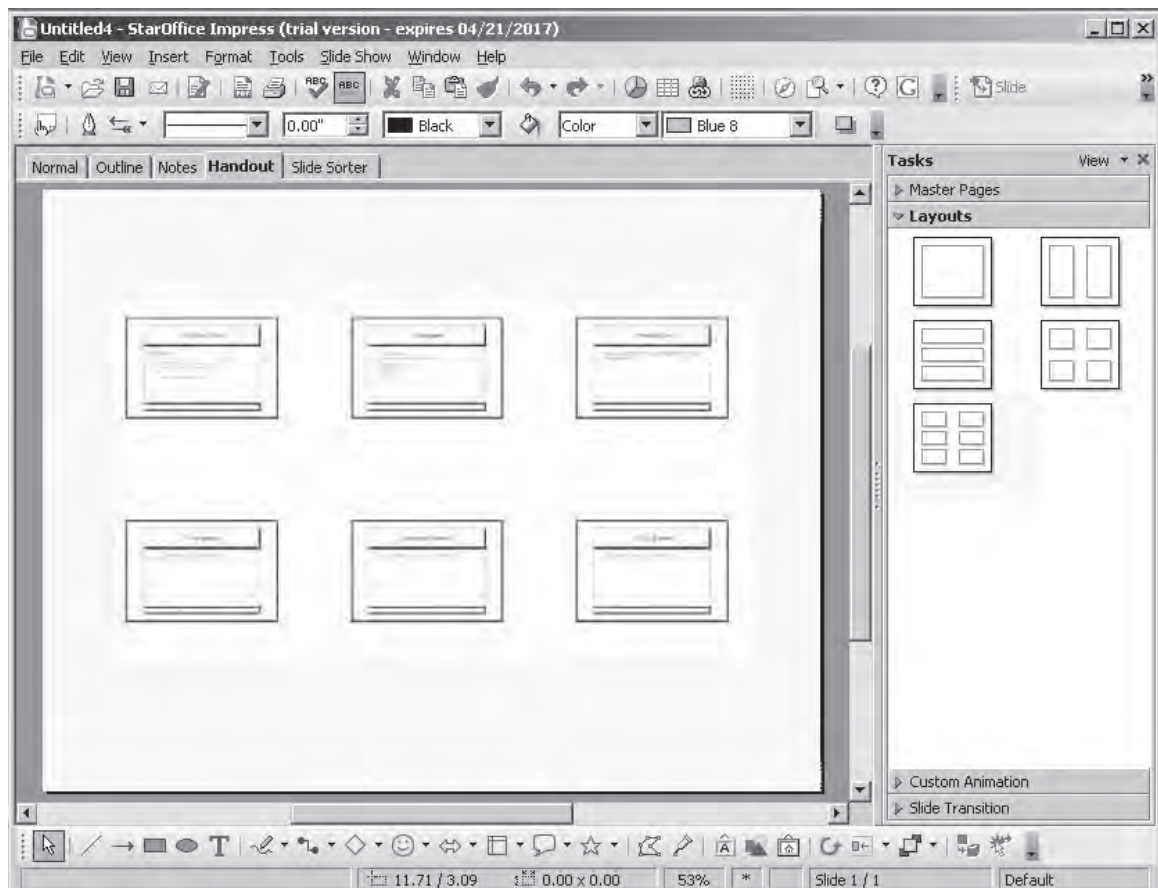 Untitled4 - StarOffice Impress (trial version - expires 04/21/2017)
File Edit View Insert Format Tools Slide Show Window Help
ABC ABC G Slide
0.00" Black Color Blue 8
Normal Outline Notes Handout Slide Sorter
Tasks View
Master Pages
Layouts
Custom Animation
Slide Transition
T A
11.71 / 3.09 0.00 x 0.00 53% * Slide 1 / 1 Default